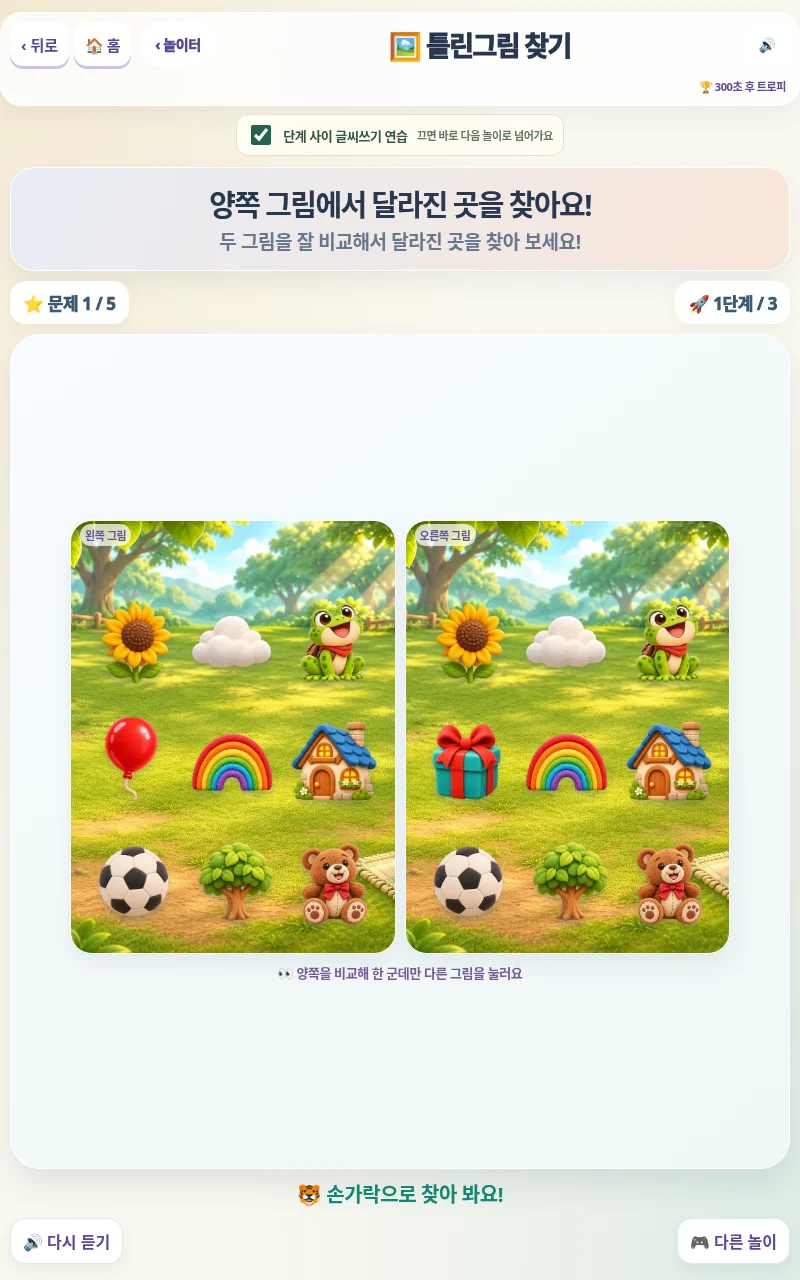 ‹ 뒤로
🏠 홈
‹ 놀이터
🖼️ 틀린그림 찾기
🔊
🏆 300초 후 트로피
단계 사이 글씨쓰기 연습 끄면 바로 다음 놀이로 넘어가요
양쪽 그림에서 달라진 곳을 찾아요!
두 그림을 잘 비교해서 달라진 곳을 찾아 보세요!
⭐ 문제 1 / 5
🚀 1단계 / 3
왼쪽 그림
오른쪽 그림
👀 양쪽을 비교해 한 군데만 다른 그림을 눌러요
🐯 손가락으로 찾아 봐요!
🔊 다시 듣기
🎮 다른 놀이